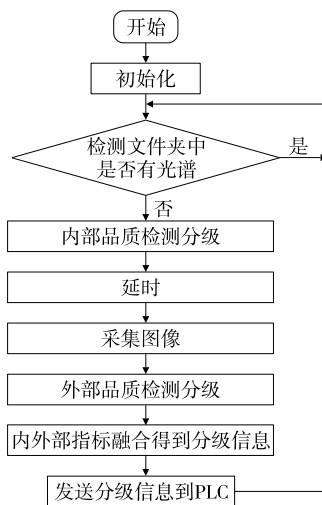 开始
初始化
检测文件夹中
是否有光谱
是
否
内部品质检测分级
延时
采集图像
外部品质检测分级
内外部指标融合得到分级信息
发送分级信息到PLC